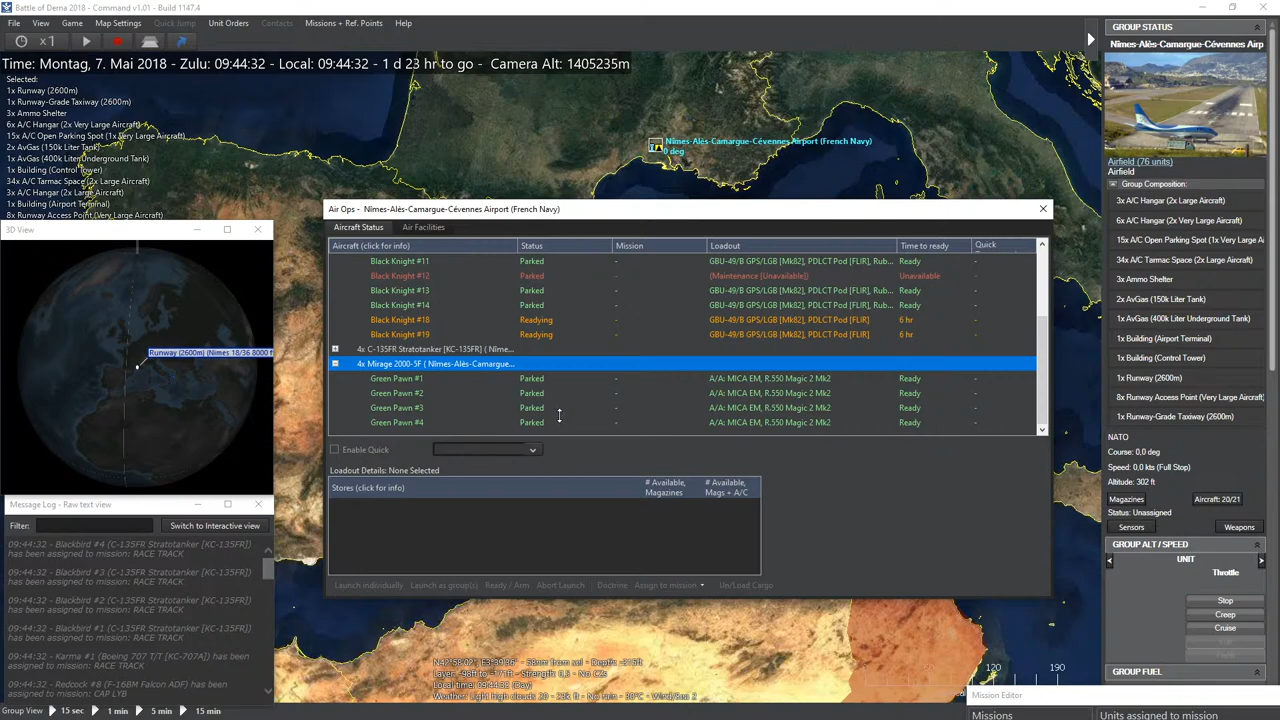 Battle of Derna 2018 - Command v1.01 - Build 1147.4
File View Game Map Settings Quick Jump Unit Orders Contacts Missions + Ref. Points Help
x1
Time: Montag, 7. Mai 2018 - Zulu: 09:44:32 - Local: 09:44:32 - 1 d 23 hr to go - Camera Alt: 1405235m
Selected:
1x Runway (2600m)
1x Runway-Grade Taxiway (2600m)
3x Ammo Shelter
6x A/C Hangar (2x Very Large Aircraft)
15x A/C Open Parking Spot (1x Very Large Aircraft)
2x AvGas (150k Liter Tank)
1x AvGas (400k Liter Underground Tank)
1x Building (Control Tower)
34x A/C Tarmac Space (2x Large Aircraft)
3x A/C Hangar (2x Large Aircraft)
1x Building (Airport Terminal)
8x Runway Access Point (Very Large Aircraft)
Nîmes-Alès-Camargue-Cévennes Airport (French Navy)
0 deg
3D View
Runway (2600m) (Nimes 18/36 8000 f
Message Log - Raw text view
Filter:
Switch to Interactive view
09:44:32 - Blackbird #4 (C-135FR Stratotanker [KC-135FR])
has been assigned to mission: RACE TRACK
09:44:32 - Blackbird #3 (C-135FR Stratotanker [KC-135FR])
has been assigned to mission: RACE TRACK
09:44:32 - Blackbird #2 (C-135FR Stratotanker [KC-135FR])
has been assigned to mission: RACE TRACK
09:44:32 - Blackbird #1 (C-135FR Stratotanker [KC-135FR])
has been assigned to mission: RACE TRACK
09:44:32 - Karma #1 (Boeing 707 T/T [KC-707A]) has been
assigned to mission: RACE TRACK
09:44:32 - Redcock #8 (F-16BM Falcon ADF) has been
assigned to mission: CAP LYB
Group View 15 sec 1 min 5 min 15 min
Air Ops - Nîmes-Alès-Camargue-Cévennes Airport (French Navy)
Aircraft Status Air Facilities
Aircraft (click for info) Status Mission Loadout Time to ready Quick
Black Knight #11 Parked - GBU-49/B GPS/LGB [Mk82], PDLCT Pod [FLIR], Rub... Ready -
Black Knight #12 Parked - (Maintenance [Unavailable]) Unavailable -
Black Knight #13 Parked - GBU-49/B GPS/LGB [Mk82], PDLCT Pod [FLIR], Rub... Ready -
Black Knight #14 Parked - GBU-49/B GPS/LGB [Mk82], PDLCT Pod [FLIR], Rub... Ready -
Black Knight #18 Readying - GBU-49/B GPS/LGB [Mk82], PDLCT Pod [FLIR] 6 hr -
Black Knight #19 Readying - GBU-49/B GPS/LGB [Mk82], PDLCT Pod [FLIR] 6 hr -
4x C-135FR Stratotanker [KC-135FR] ( Nîme...
4x Mirage 2000-5F ( Nîmes-Alès-Camargue...
Green Pawn #1 Parked - A/A: MICA EM, R.550 Magic 2 Mk2 Ready -
Green Pawn #2 Parked - A/A: MICA EM, R.550 Magic 2 Mk2 Ready -
Green Pawn #3 Parked - A/A: MICA EM, R.550 Magic 2 Mk2 Ready -
Green Pawn #4 Parked - A/A: MICA EM, R.550 Magic 2 Mk2 Ready -
Enable Quick
Loadout Details: None Selected
Stores (click for info) # Available, Magazines # Available, Mags + A/C
Launch individually Launch as group(s) Ready / Arm Abort Launch Doctrine Assign to mission Un/Load Cargo
Local time: 09:44:32 (Day)
120 190
GROUP STATUS
Nîmes-Alès-Camargue-Cévennes Airp
Airfield (76 units)
Airfield
Group Composition:
3x A/C Hangar (2x Large Aircraft)
6x A/C Hangar (2x Very Large Aircraft)
15x A/C Open Parking Spot (1x Very Large Ai
34x A/C Tarmac Space (2x Large Aircraft)
3x Ammo Shelter
2x AvGas (150k Liter Tank)
1x AvGas (400k Liter Underground Tank)
1x Building (Airport Terminal)
1x Building (Control Tower)
1x Runway (2600m)
8x Runway Access Point (Very Large Aircraft)
1x Runway-Grade Taxiway (2600m)
NATO
Course: 0,0 deg
Speed: 0,0 kts (Full Stop)
Altitude: 302 ft
Magazines Aircraft: 20/21
Status: Unassigned
Sensors Weapons
GROUP ALT / SPEED
UNIT
Throttle
Stop
Creep
Cruise
GROUP FUEL
Mission Editor
Missions Units assigned to mission